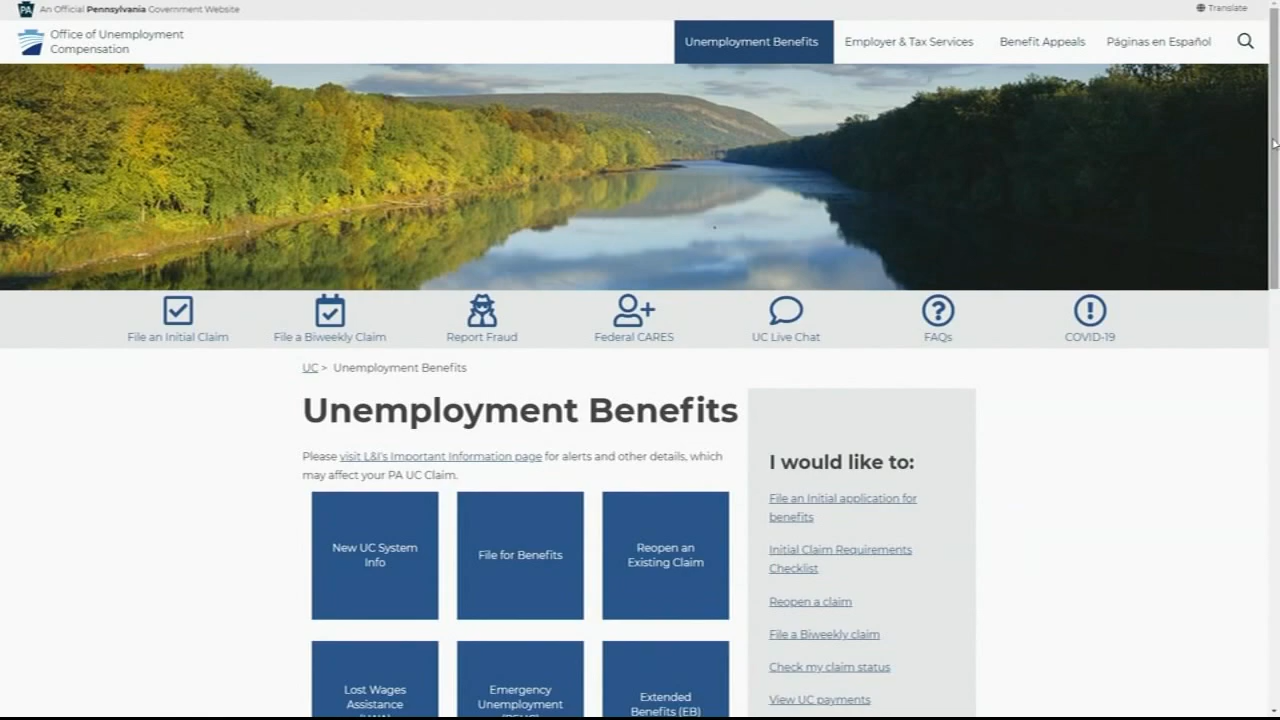 PA An Official Pennsylvania Government Website
Translate
Office of Unemployment
Compensation
Unemployment Benefits
Employer & Tax Services
Benefit Appeals
Páginas en Español
File an Initial Claim
File a Biweekly Claim
Report Fraud
Federal CARES
UC Live Chat
FAQs
COVID-19
UC > Unemployment Benefits
Unemployment Benefits
Please visit L&I's Important Information page for alerts and other details, which
may affect your PA UC Claim.
New UC System
Info
File for Benefits
Reopen an
Existing Claim
Lost Wages
Assistance
Emergency
Unemployment
Extended
Benefits (EB)
I would like to:
File an Initial application for
benefits
Initial Claim Requirements
Checklist
Reopen a claim
File a Biweekly claim
Check my claim status
View UC payments